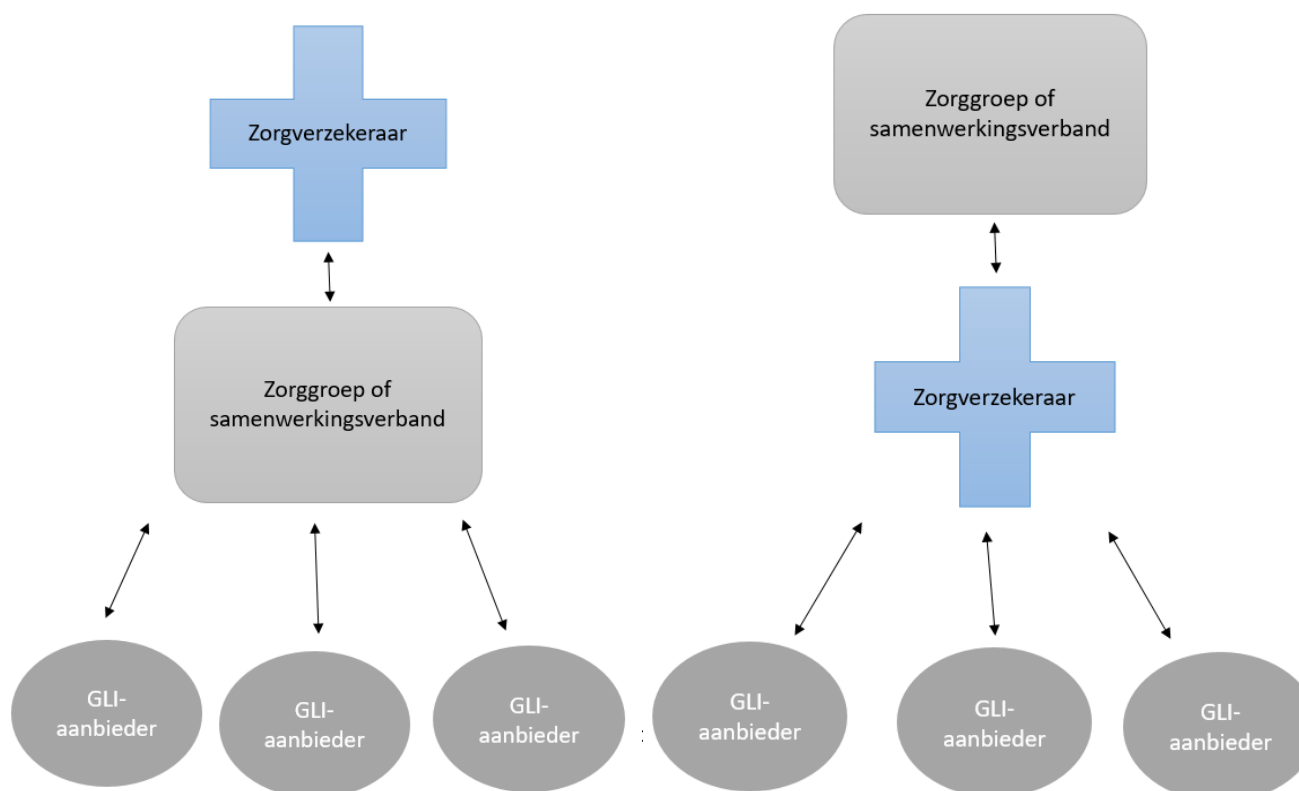 Zorgverzekeraar
Zorggroep of
samenwerkingsverband
GLI-
aanbieder
GLI-
aanbieder
GLI-
aanbieder
Zorggroep of
samenwerkingsverband
Zorgverzekeraar
GLI-
aanbieder
GLI-
aanbieder
GLI-
aanbieder